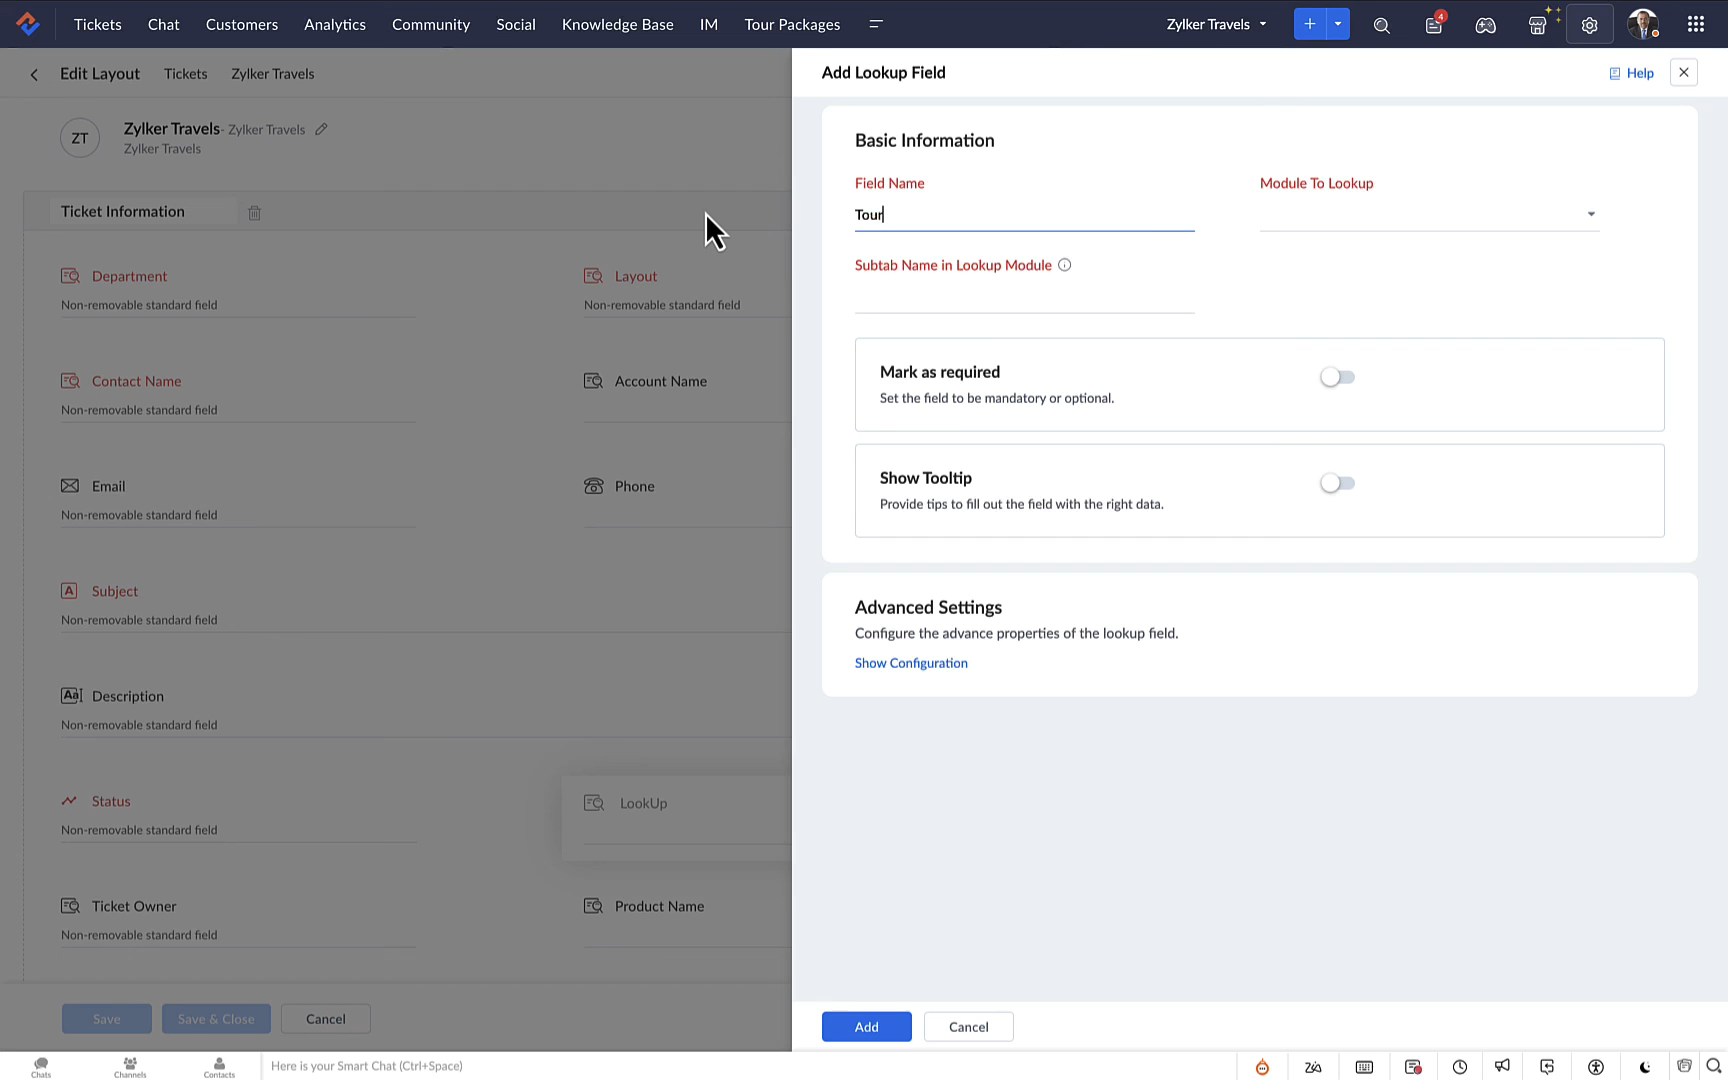 Tickets Chat Customers Analytics Community Social Knowledge Base IM Tour Packages Zylker Travels 4
Edit Layout Tickets Zylker Travels
ZT
Zylker Travels - Zylker Travels
Zylker Travels
Ticket Information
Department
Non-removable standard field
Layout
Non-removable standard field
Contact Name
Non-removable standard field
Account Name
Email
Non-removable standard field
Phone
Subject
Non-removable standard field
Description
Non-removable standard field
Status
Non-removable standard field
LookUp
Ticket Owner
Non-removable standard field
Product Name
Save Save & Close Cancel
Add Lookup Field
Help
Basic Information
Field Name
Tour
Module To Lookup
Subtab Name in Lookup Module
Mark as required
Set the field to be mandatory or optional.
Show Tooltip
Provide tips to fill out the field with the right data.
Advanced Settings
Configure the advance properties of the lookup field.
Show Configuration
Add Cancel
Chats Channels Contacts Here is your Smart Chat (Ctrl+Space)